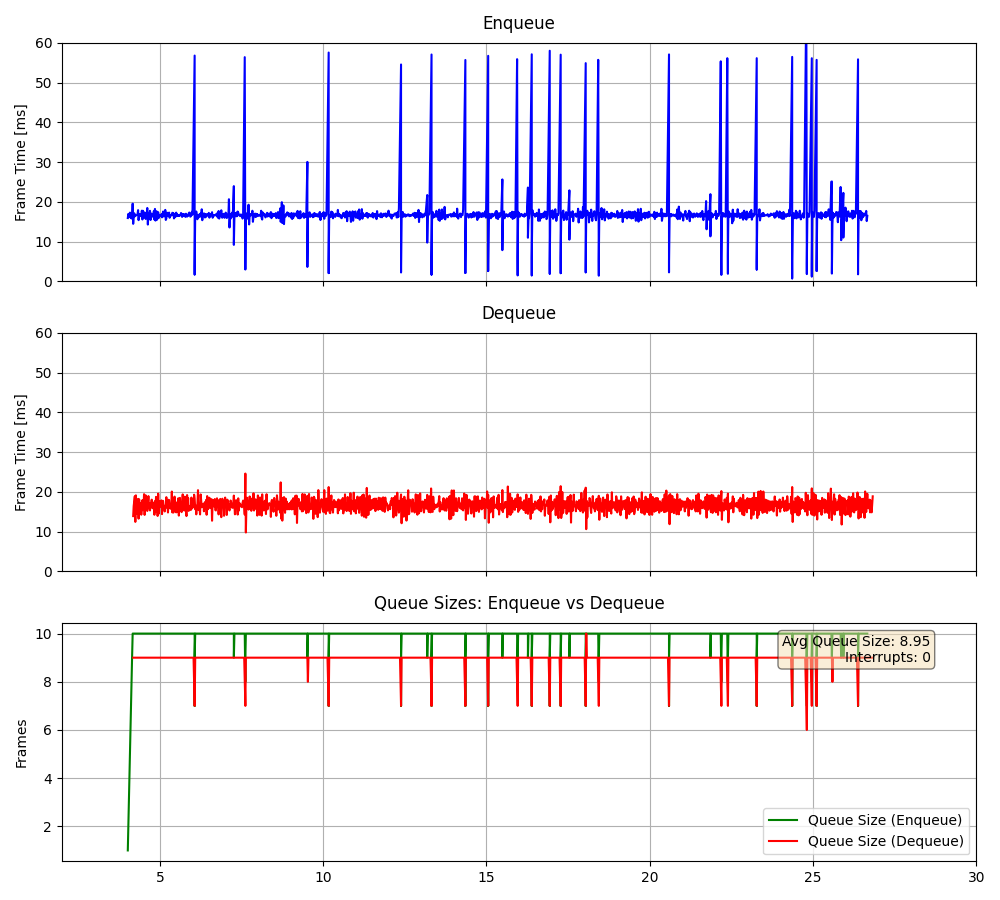 Enqueue
Frame Time [ms]
60
50
40
30
20
10
0
Dequeue
Frame Time [ms]
60
50
40
30
20
10
0
Queue Sizes: Enqueue vs Dequeue
Frames
10
8
6
4
2
Avg Queue Size: 8.95
Interrupts: 0
Queue Size (Enqueue)
Queue Size (Dequeue)
5 10 15 20 25 30